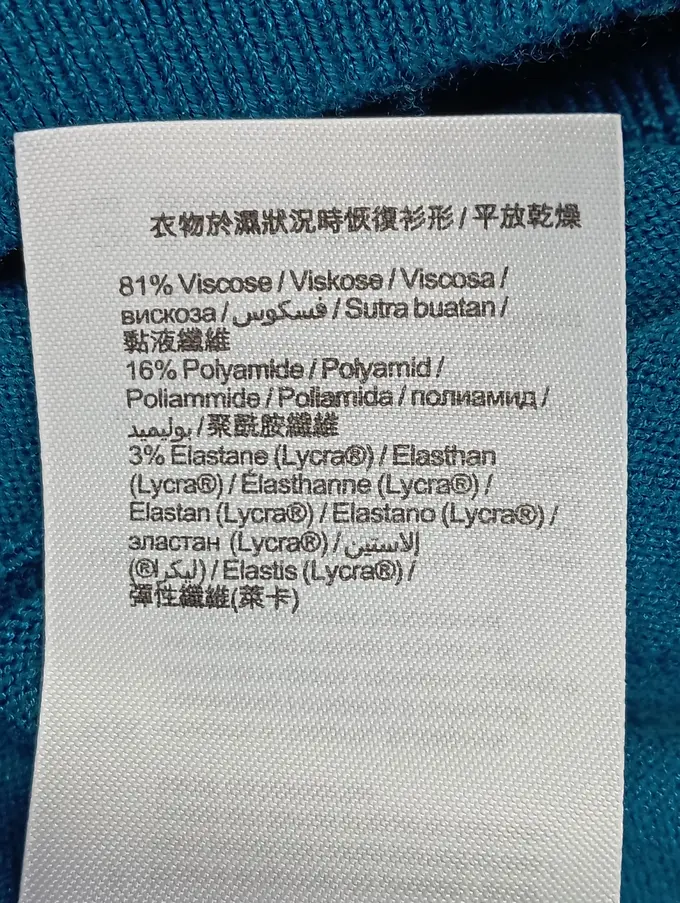 衣物於濕狀況時恢復衫形/平放乾燥
81% Viscose / Viskose / Viscosa /
вискоза / فسكوس / Sutra buatan /
黏液纖維
16% Polyamide / Polyamid /
Poliammide / Poliamida / полиамид /
بوليميد / 聚酰胺纖維
3% Elastane (Lycra®) / Elasthan
(Lycra®) / Élasthanne (Lycra®) /
Elastan (Lycra®) / Elastano (Lycra®) /
эластан (Lycra®) / إلاستين
(ليكرا®) / Elastis (Lycra®) /
彈性纖維(萊卡)